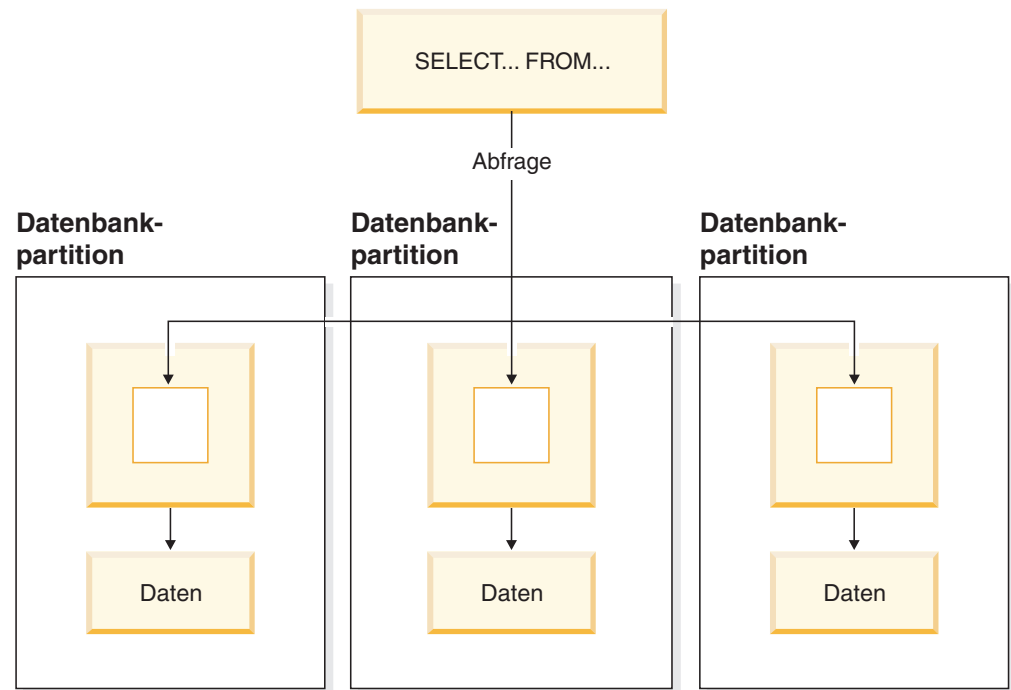 SELECT... FROM...
Abfrage
Datenbank-
partition
Datenbank-
partition
Datenbank-
partition
Daten
Daten
Daten